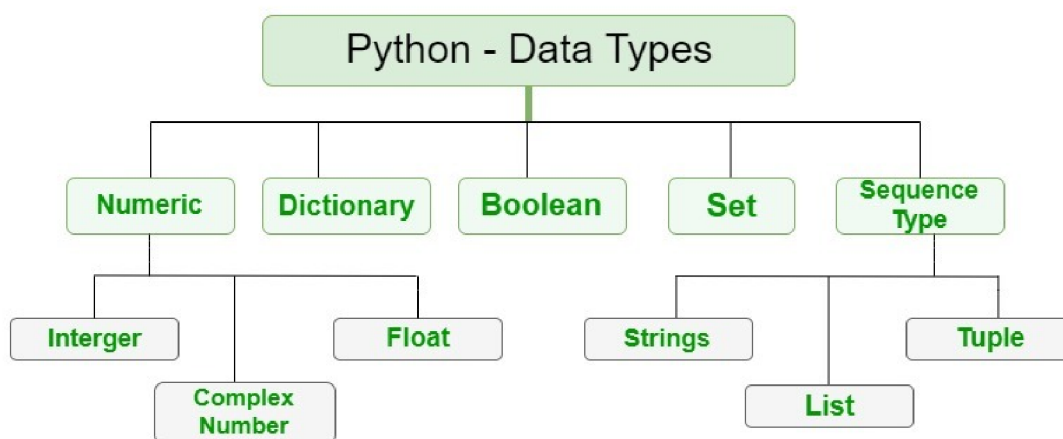 Python - Data Types
Numeric
Dictionary
Boolean
Set
Sequence
Type
Interger
Complex
Number
Float
Strings
List
Tuple